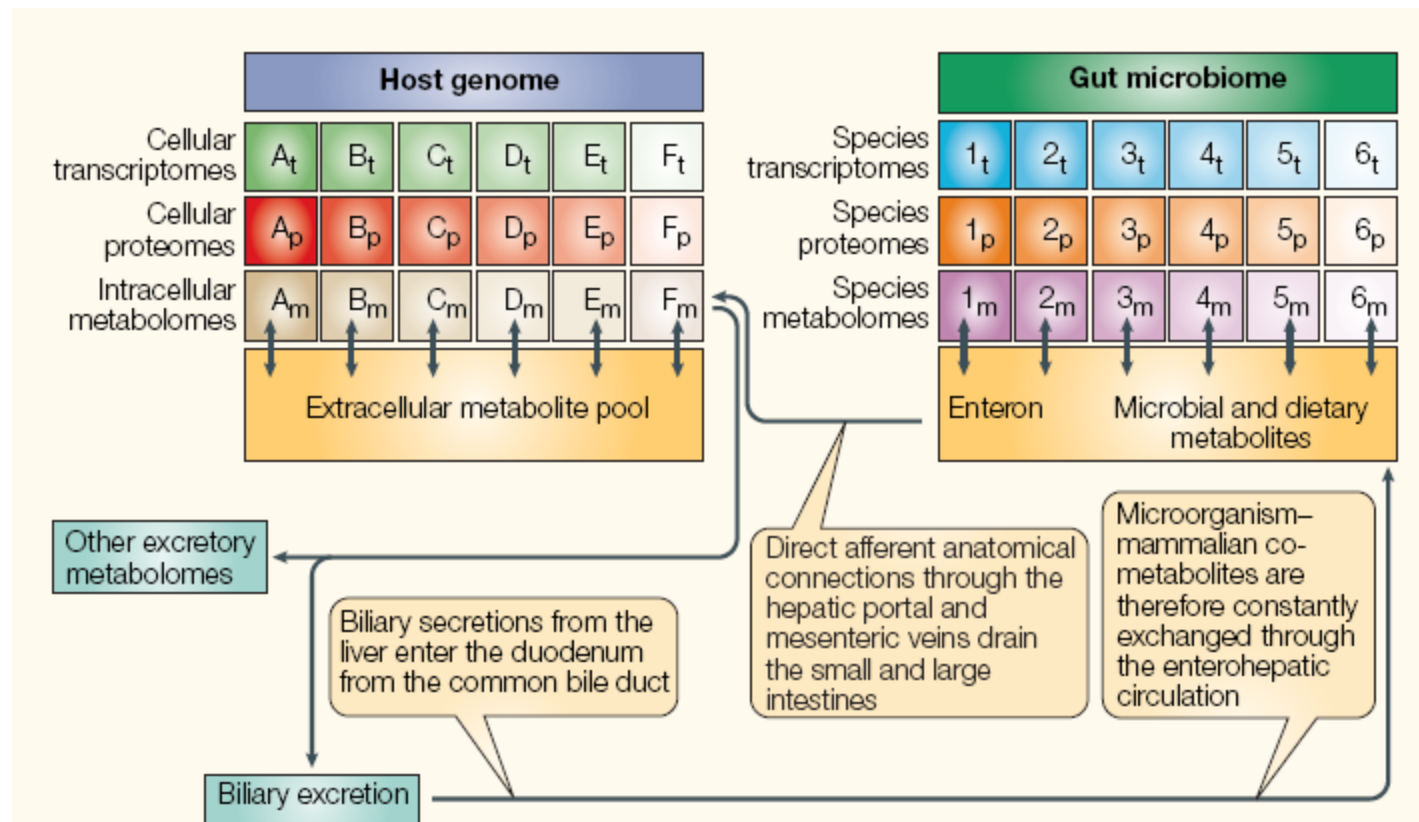 Host genome
Cellular
transcriptomes
At Bt Ct Dt Et Ft
Cellular
proteomes
Ap Bp Cp Dp Ep Fp
Intracellular
metabolomes
Am Bm Cm Dm Em Fm
Extracellular metabolite pool
Gut microbiome
Species
transcriptomes
1t 2t 3t 4t 5t 6t
Species
proteomes
1p 2p 3p 4p 5p 6p
Species
metabolomes
1m 2m 3m 4m 5m 6m
Enteron
Microbial and dietary
metabolites
Other excretory
metabolomes
Biliary secretions from the
liver enter the duodenum
from the common bile duct
Direct afferent anatomical
connections through the
hepatic portal and
mesenteric veins drain
the small and large
intestines
Microorganism–
mammalian co-
metabolites are
therefore constantly
exchanged through
the enterohepatic
circulation
Biliary excretion